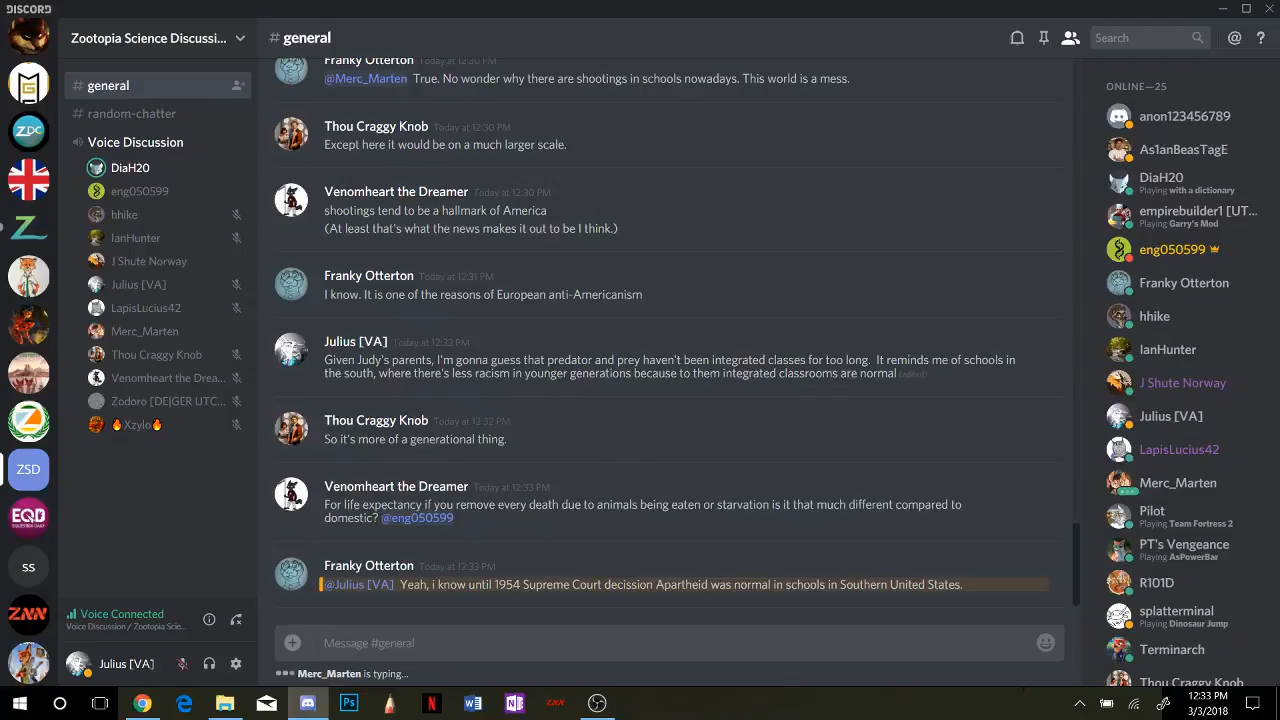 DISCORD
Zootopia Science Discussi...
# general
Search
# general
# random-chatter
Voice Discussion
DiaH20
eng050599
hhike
IanHunter
J Shute Norway
Julius [VA]
LapisLucius42
Merc_Marten
Thou Craggy Knob
Venomheart the Drea...
Zodoro [DE|GER UTC...
🔥Xzylo🔥
Voice Connected
Voice Discussion / Zootopia Scie...
Julius [VA]
Franky Otterton Today at 12:30 PM
@Merc_Marten True. No wonder why there are shootings in schools nowadays. This world is a mess.
Thou Craggy Knob Today at 12:30 PM
Except here it would be on a much larger scale.
Venomheart the Dreamer Today at 12:30 PM
shootings tend to be a hallmark of America
(At least that's what the news makes it out to be I think.)
Franky Otterton Today at 12:31 PM
I know. It is one of the reasons of European anti-Americanism
Julius [VA] Today at 12:32 PM
Given Judy's parents, I'm gonna guess that predator and prey haven't been integrated classes for too long. It reminds me of schools in
the south, where there's less racism in younger generations because to them integrated classrooms are normal (edited)
Thou Craggy Knob Today at 12:32 PM
So it's more of a generational thing.
Venomheart the Dreamer Today at 12:33 PM
For life expectancy if you remove every death due to animals being eaten or starvation is it that much different compared to
domestic? @eng050599
Franky Otterton Today at 12:33 PM
@Julius [VA] Yeah, i know until 1954 Supreme Court decission Apartheid was normal in schools in Southern United States.
Message #general
Merc_Marten is typing...
ONLINE—25
anon123456789
As1anBeasTagE
DiaH20
Playing with a dictionary
empirebuilder1 [UT...
Playing Garry's Mod
eng050599
Franky Otterton
hhike
IanHunter
J Shute Norway
Julius [VA]
LapisLucius42
Merc_Marten
Pilot
Playing Team Fortress 2
PT's Vengeance
Playing AsPowerBar
R101D
splatterminal
Playing Dinosaur Jump
Terminarch
Thou Craggy Knob
ZDC
ZSD
EQD
ss
ZNN
Ps
N
ZNN
12:33 PM
3/3/2018